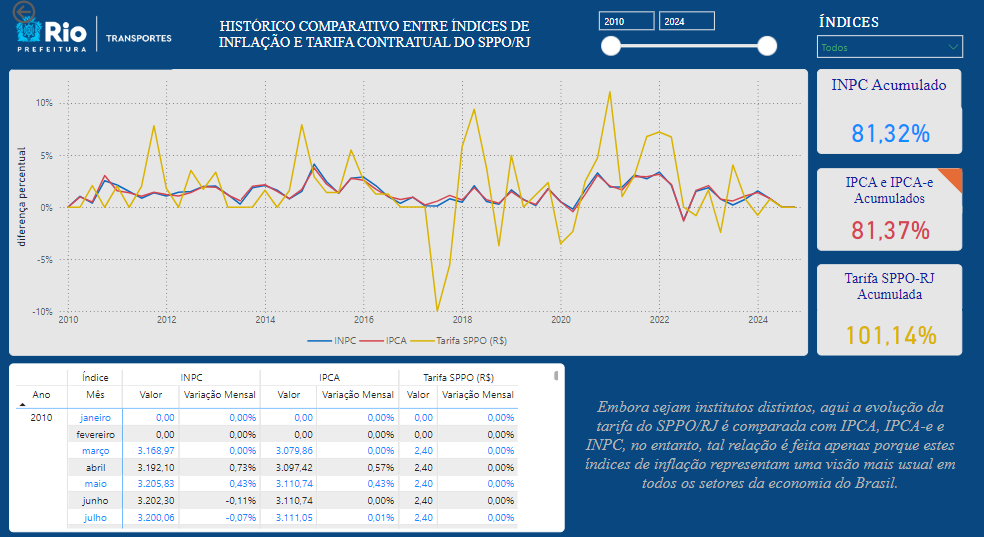 Rio
PREFEITURA
TRANSPORTES
HISTÓRICO COMPARATIVO ENTRE ÍNDICES DE
INFLAÇÃO E TARIFA CONTRATUAL DO SPPO/RJ
2010 2024
ÍNDICES
Todos
diferença percentual
10%
5%
0%
-5%
-10%
2010 2012 2014 2016 2018 2020 2022 2024
INPC IPCA Tarifa SPPO (R$)
INPC Acumulado
81,32%
IPCA e IPCA-e
Acumulados
81,37%
Tarifa SPPO-RJ
Acumulada
101,14%
Índice INPC IPCA Tarifa SPPO (R$)
Ano Mês Valor Variação Mensal Valor Variação Mensal Valor Variação Mensal
2010 janeiro 0,00 0,00% 0,00 0,00% 0,00 0,00%
fevereiro 0,00 0,00% 0,00 0,00% 0,00 0,00%
março 3.168,97 0,00% 3.079,86 0,00% 2,40 0,00%
abril 3.192,10 0,73% 3.097,42 0,57% 2,40 0,00%
maio 3.205,83 0,43% 3.110,74 0,43% 2,40 0,00%
junho 3.202,30 -0,11% 3.110,74 0,00% 2,40 0,00%
julho 3.200,06 -0,07% 3.111,05 0,01% 2,40 0,00%
Embora sejam institutos distintos, aqui a evolução da
tarifa do SPPO/RJ é comparada com IPCA, IPCA-e e
INPC, no entanto, tal relação é feita apenas porque estes
índices de inflação representam uma visão mais usual em
todos os setores da economia do Brasil.